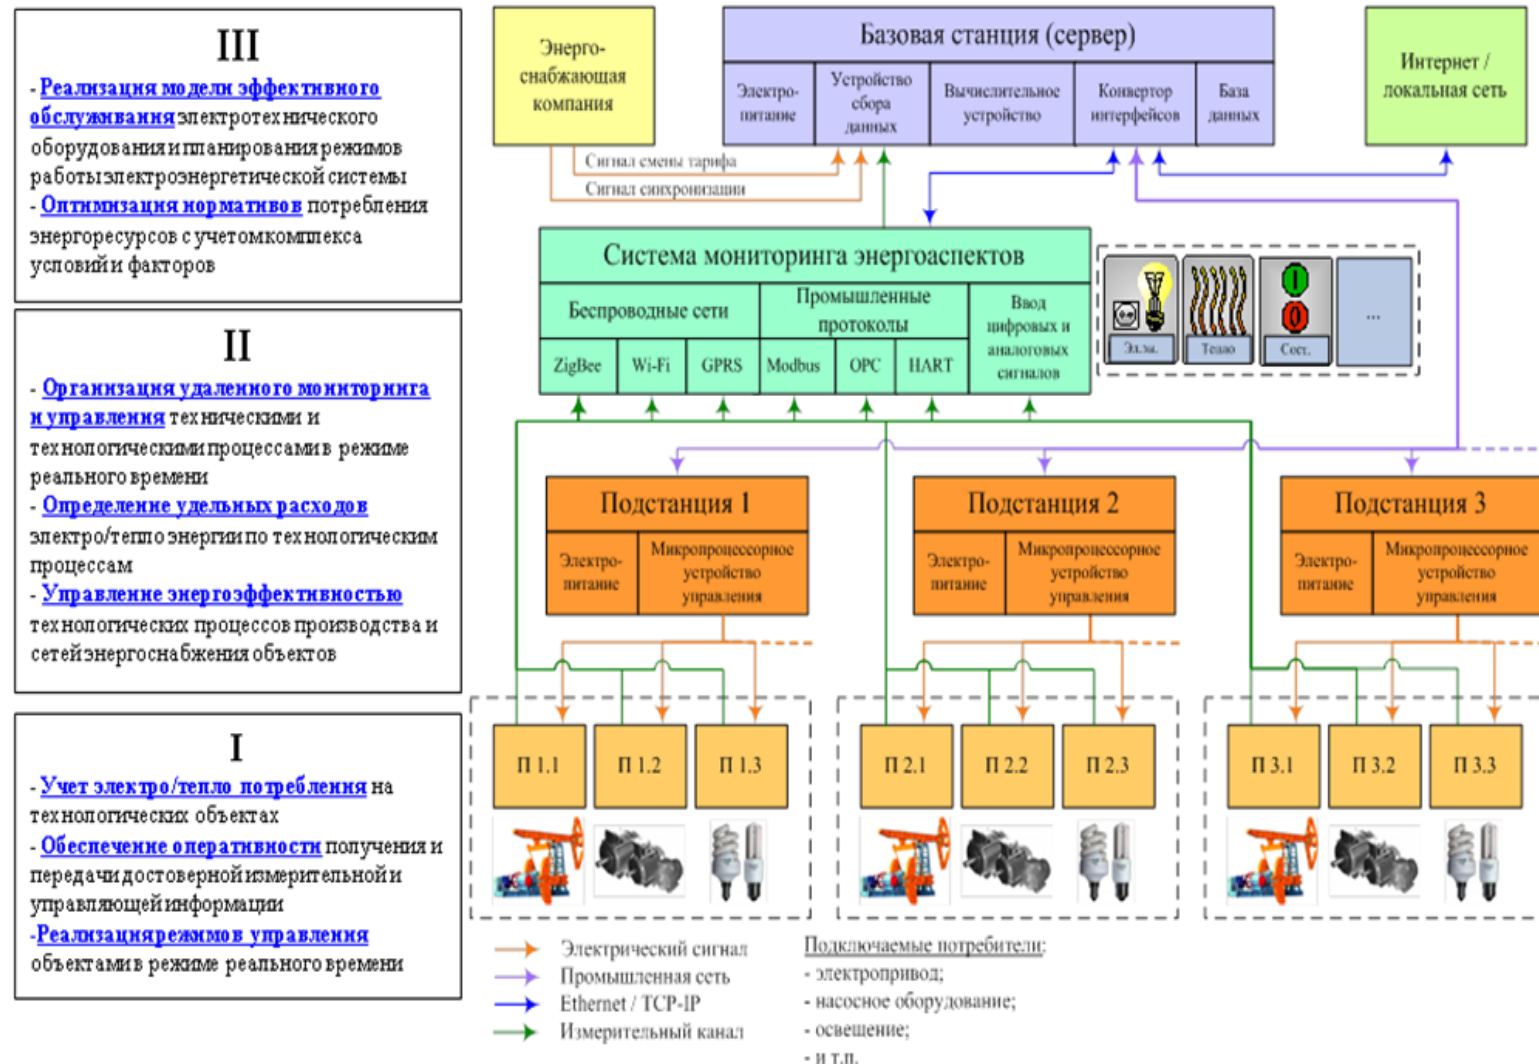 III
- Реализация модели эффективного
обслуживания электротехнического
оборудования и планирования режимов
работы электроэнергетической системы
- Оптимизация нормативов потребления
энергоресурсов с учетом комплекса
условий и факторов
II
- Организация удаленного мониторинга
и управления техническими и
технологическими процессами в режиме
реального времени
- Определение удельных расходов
электро/тепло энергии по технологическим
процессам
- Управление энергоэффективностью
технологических процессов производства и
сетей энергоснабжения объектов
I
- Учет электро/тепло потребления на
технологических объектах
- Обеспечение оперативности получения и
передачи достоверной измерительной и
управляющей информации
-Реализация режимов управления
объектами в режиме реального времени
Энерго-
снабжающая
компания
Базовая станция (сервер)
Электро-
питание
Устройство
сбора
данных
Вычислительное
устройство
Конвертор
интерфейсов
База
данных
Интернет /
локальная сеть
Сигнал смены тарифа
Сигнал синхронизации
Система мониторинга энергоаспектов
Беспроводные сети
Промышленные
протоколы
Ввод
цифровых и
аналоговых
сигналов
ZigBee
Wi-Fi
GPRS
Modbus
OPC
HART
Эл.эн.
Тепло
Сост.
...
Подстанция 1
Электро-
питание
Микропроцессорное
устройство
управления
Подстанция 2
Электро-
питание
Микропроцессорное
устройство
управления
Подстанция 3
Электро-
питание
Микропроцессорное
устройство
управления
П 1.1
П 1.2
П 1.3
П 2.1
П 2.2
П 2.3
П 3.1
П 3.2
П 3.3
Электрический сигнал
Промышленная сеть
Ethernet / TCP-IP
Измерительный канал
Подключаемые потребители:
- электропривод;
- насосное оборудование;
- освещение;
- и т.п.